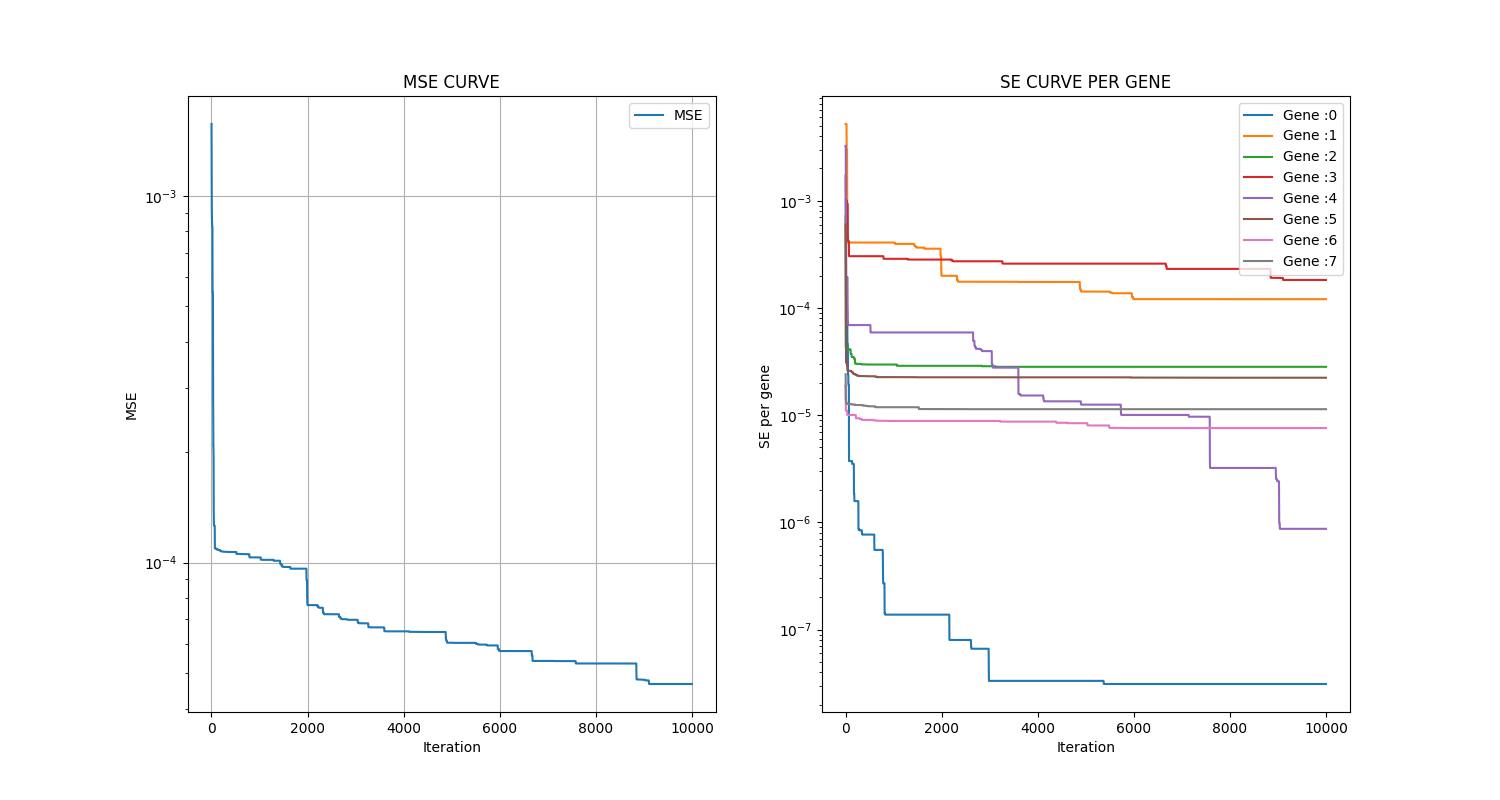 MSE CURVE
MSE
10⁻³
10⁻⁴
MSE
0 2000 4000 6000 8000 10000
Iteration
SE CURVE PER GENE
Gene :0
Gene :1
Gene :2
Gene :3
Gene :4
Gene :5
Gene :6
Gene :7
10⁻³
10⁻⁴
10⁻⁵
10⁻⁶
10⁻⁷
SE per gene
0 2000 4000 6000 8000 10000
Iteration